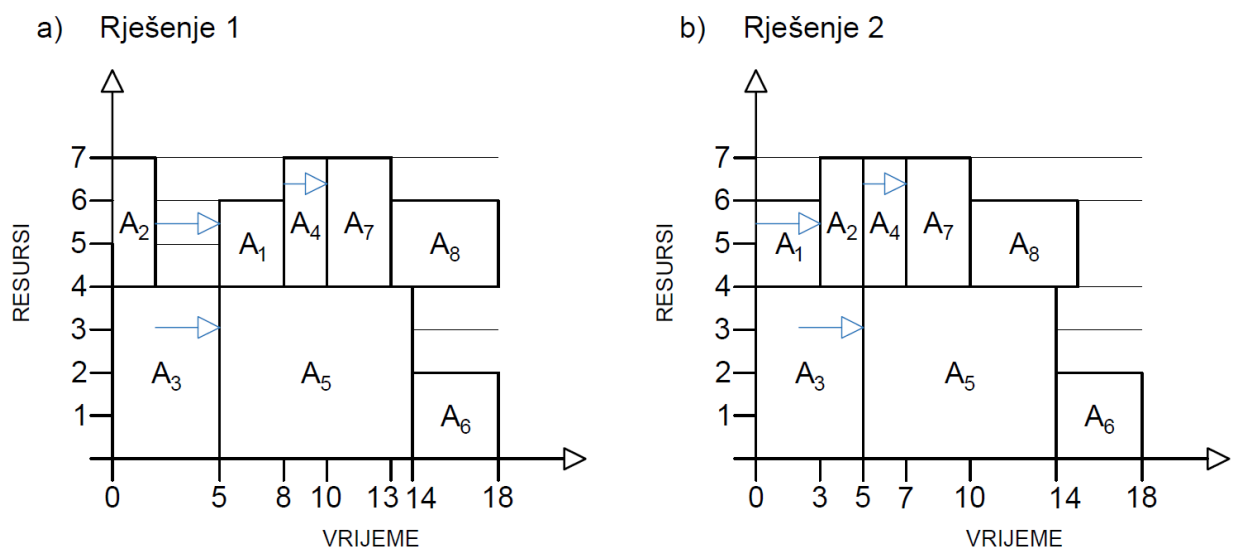 a) Rješenje 1
7
6
5
4
3
2
1
RESURSI
A2
A1
A4
A7
A8
A3
A5
A6
0
5
8
10
13
14
18
VRIJEME
b) Rješenje 2
7
6
5
4
3
2
1
RESURSI
A1
A2
A4
A7
A8
A3
A5
A6
0
3
5
7
10
14
18
VRIJEME